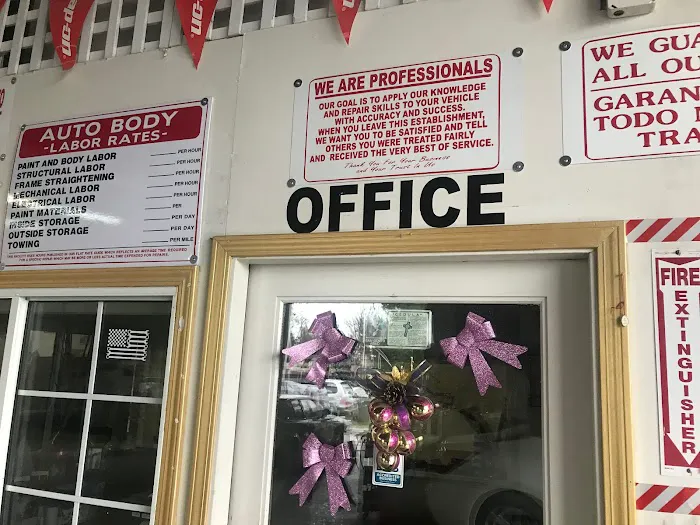 AUTO BODY
-LABOR RATES-
PAINT AND BODY LABOR PER HOUR
STRUCTURAL LABOR PER HOUR
FRAME STRAIGHTENING PER HOUR
MECHANICAL LABOR PER HOUR
ELECTRICAL LABOR PER HOUR
PAINT MATERIALS PER
INSIDE STORAGE PER DAY
OUTSIDE STORAGE PER DAY
TOWING PER MILE
WE ARE PROFESSIONALS
OUR GOAL IS TO APPLY OUR KNOWLEDGE
AND REPAIR SKILLS TO YOUR VEHICLE
WITH ACCURACY AND SUCCESS.
WHEN YOU LEAVE THIS ESTABLISHMENT,
WE WANT YOU TO BE SATISFIED AND TELL
OTHERS YOU WERE TREATED FAIRLY
AND RECEIVED THE VERY BEST OF SERVICE.
Thank You For Your Business
and Your Trust In Us!
OFFICE
WE GUA
ALL OU
GARAN
TODO
TRA
FIRE
EXTINGUISHER